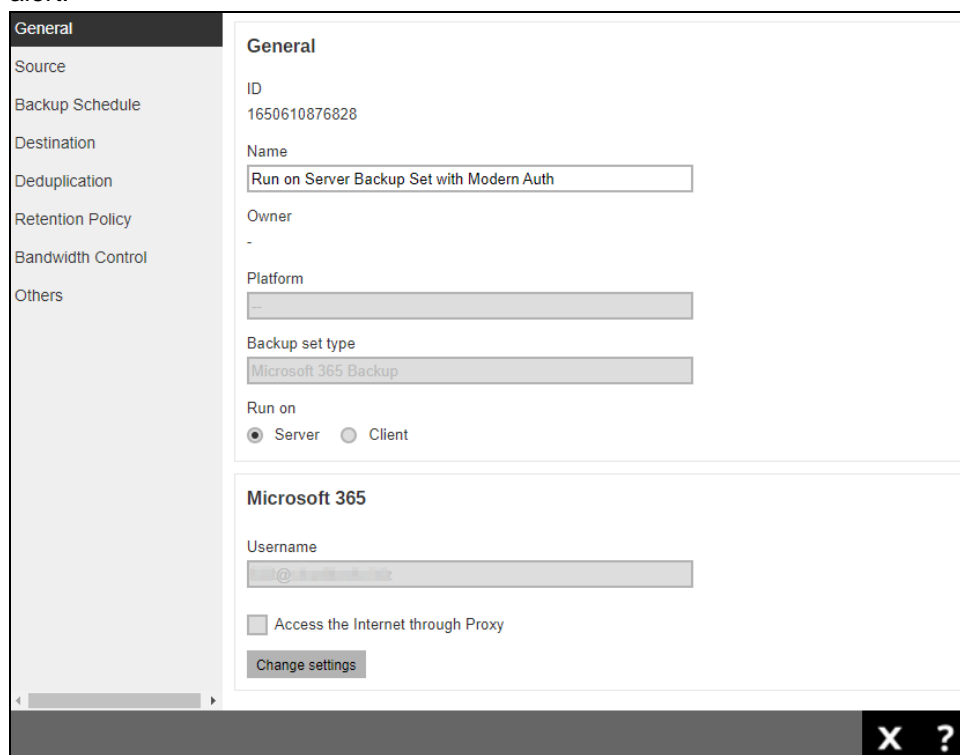 General
Source
Backup Schedule
Destination
Deduplication
Retention Policy
Bandwidth Control
Others
General
ID
1650610876828
Name
Run on Server Backup Set with Modern Auth
Owner
-
Platform
--
Backup set type
Microsoft 365 Backup
Run on
Server Client
Microsoft 365
Username
@
Access the Internet through Proxy
Change settings
X ?